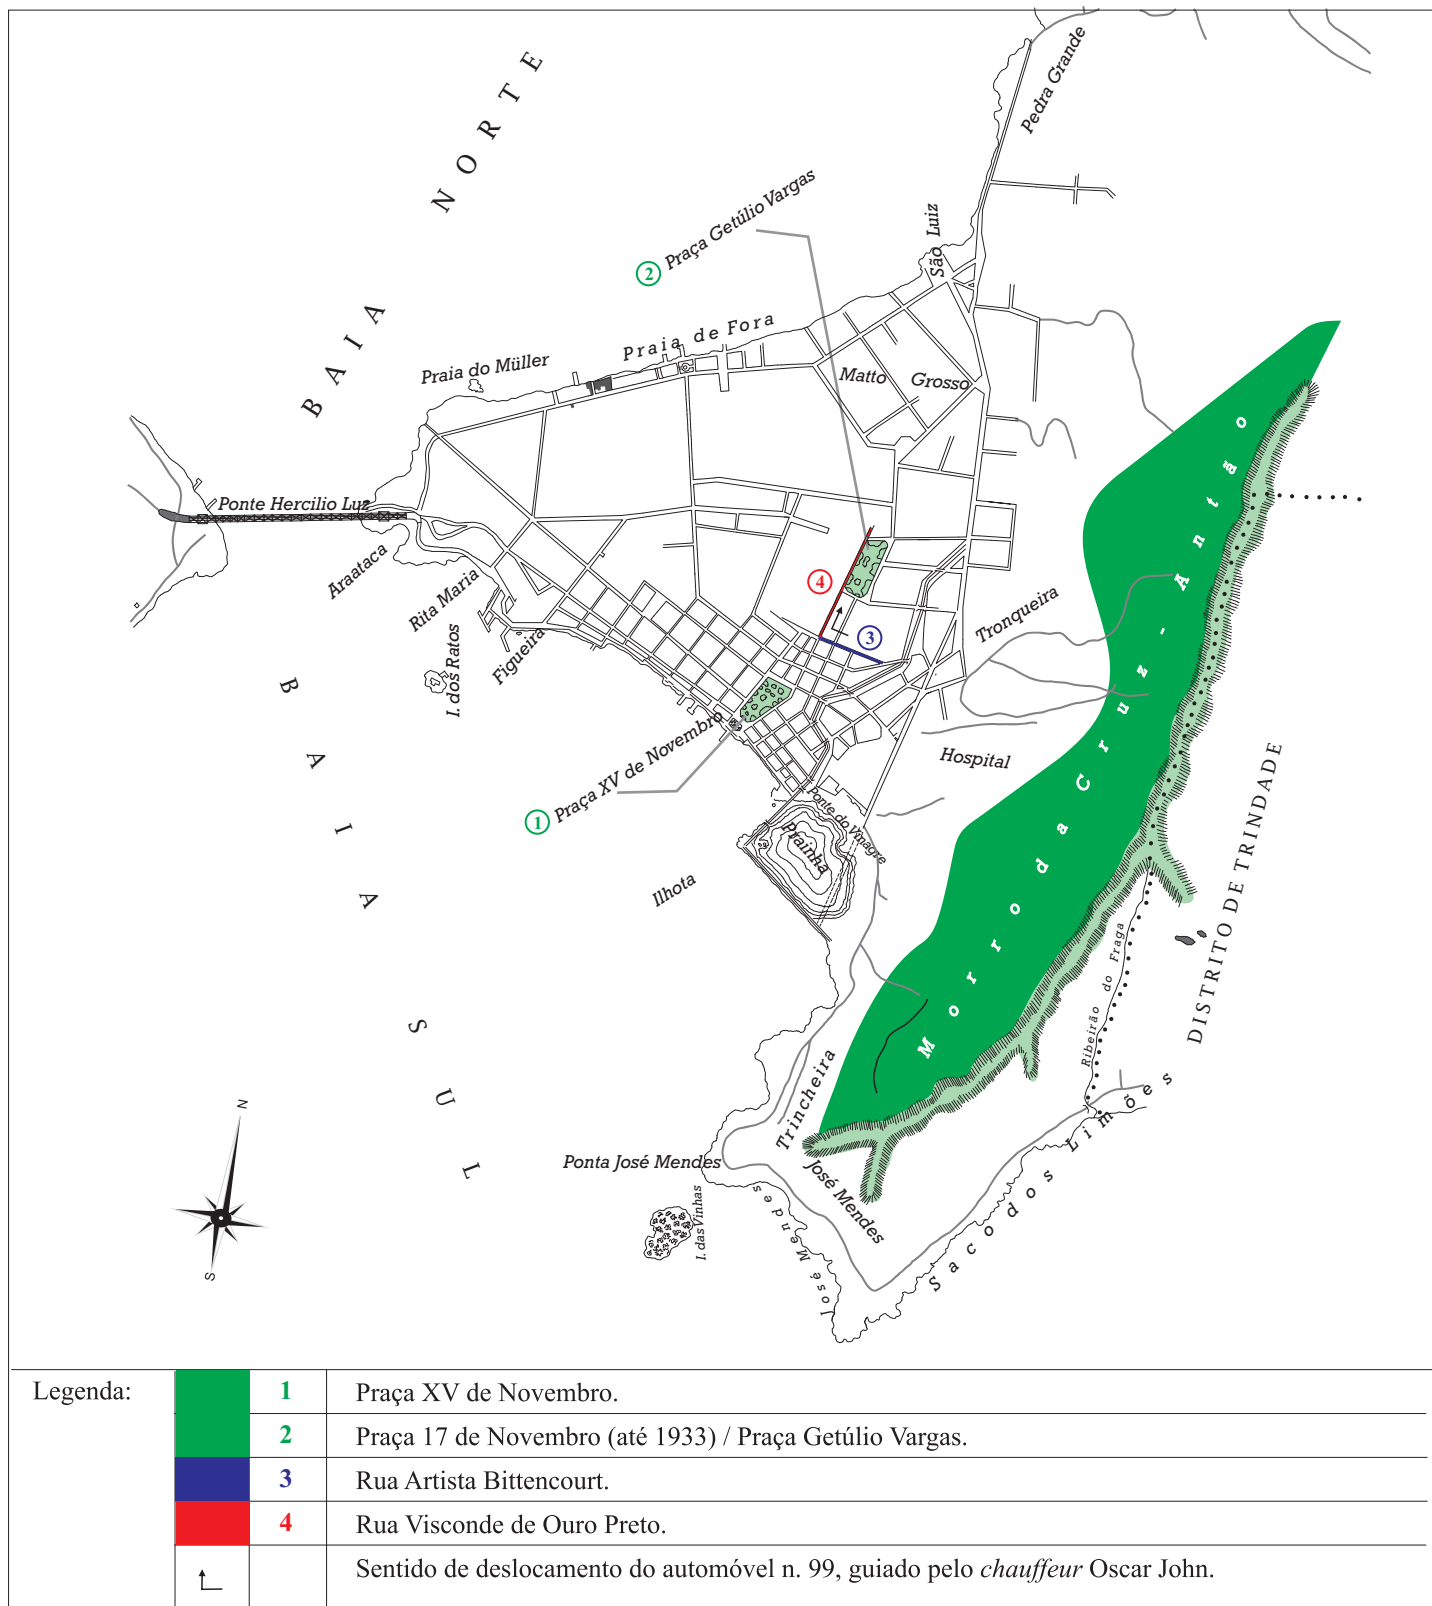 BAIA NORTE
Pedra Grande
② Praça Getúlio Vargas
São Luiz
Praia de Fora
Praia do Müller
Matto Grosso
Ponte Hercilio Luz
Araataca
Rita Maria
Figueira
I. dos Ratos
4
3
Tronqueira
Morro da Cruz - Antão
BAIA SUL
① Praça XV de Novembro
Hospital
Ponte do Vinagre
Prainha
Ilhota
DISTRITO DE TRINDADE
Ribeirão do Fraga
Trincheira
José Mendes
Ponta José Mendes
I. das Vinhas
José Mendes
Saco dos Limões
N
S
Legenda:
1 Praça XV de Novembro.
2 Praça 17 de Novembro (até 1933) / Praça Getúlio Vargas.
3 Rua Artista Bittencourt.
4 Rua Visconde de Ouro Preto.
Sentido de deslocamento do automóvel n. 99, guiado pelo chauffeur Oscar John.